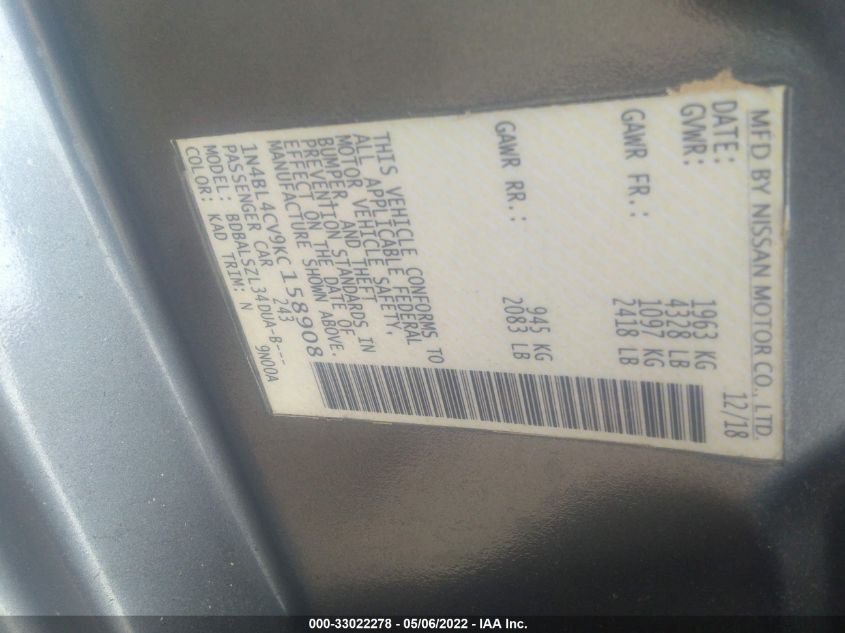 MFD BY NISSAN MOTOR CO., LTD.
DATE: 12/18
GVWR: 1963 KG
4328 LB
GAWR FR.: 1097 KG
2418 LB
GAWR RR.: 945 KG
2083 LB
THIS VEHICLE CONFORMS TO
ALL APPLICABLE FEDERAL
MOTOR VEHICLE SAFETY,
BUMPER, AND THEFT
PREVENTION STANDARDS IN
EFFECT ON THE DATE OF
MANUFACTURE SHOWN ABOVE.
1N4BL4CV9KC158908
PASSENGER CAR 243
MODEL: BDBALSZL34DUA-B---
COLOR: KAD TRIM: N 9N00A
000-33022278 - 05/06/2022 - IAA Inc.